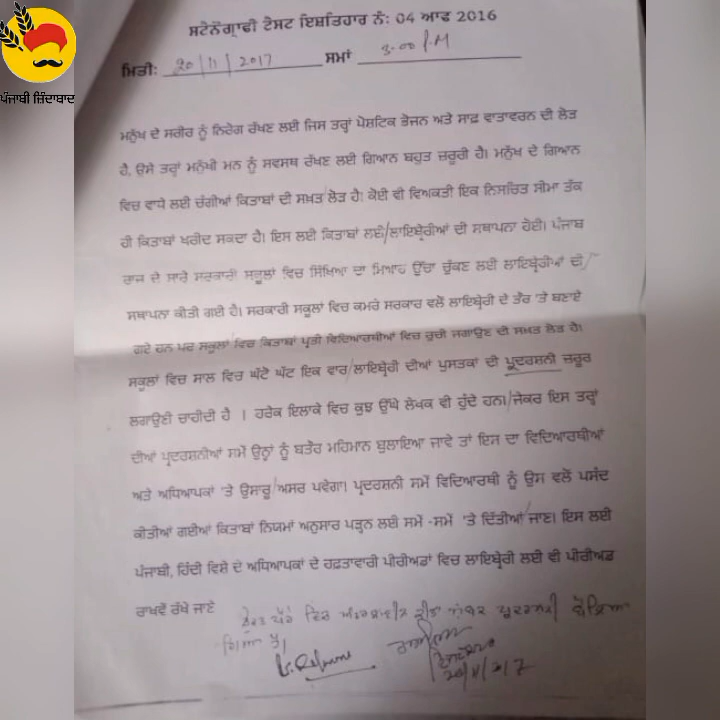 ਸਟੈਨੋਗ੍ਰਾਫੀ ਟੈਸਟ ਇਸ਼ਤਿਹਾਰ ਨੰ: 04 ਆਫ 2016
ਮਿਤੀ: 20/11/2017 ਸਮਾਂ 3-00 P.M
ਪੰਜਾਬੀ ਜ਼ਿੰਦਾਬਾਦ
ਮਨੁੱਖ ਦੇ ਸਰੀਰ ਨੂੰ ਨਿਰੋਗ ਰੱਖਣ ਲਈ ਜਿਸ ਤਰ੍ਹਾਂ ਪੋਸ਼ਟਿਕ ਭੋਜਨ ਅਤੇ ਸਾਫ਼ ਵਾਤਾਵਰਨ ਦੀ ਲੋੜ
ਹੈ, ਉਸੇ ਤਰ੍ਹਾਂ ਮਨੁੱਖੀ ਮਨ ਨੂੰ ਸਵਸਥ ਰੱਖਣ ਲਈ ਗਿਆਨ ਬਹੁਤ ਜ਼ਰੂਰੀ ਹੈ। ਮਨੁੱਖ ਦੇ ਗਿਆਨ
ਵਿਚ ਵਾਧੇ ਲਈ ਚੰਗੀਆਂ ਕਿਤਾਬਾਂ ਦੀ ਸਖ਼ਤ ਲੋੜ ਹੈ। ਕੋਈ ਵੀ ਵਿਅਕਤੀ ਇਕ ਨਿਸਚਿਤ ਸੀਮਾ ਤੱਕ
ਹੀ ਕਿਤਾਬਾਂ ਖਰੀਦ ਸਕਦਾ ਹੈ। ਇਸ ਲਈ ਕਿਤਾਬਾਂ ਲਈ/ਲਾਇਬ੍ਰੇਰੀਆਂ ਦੀ ਸਥਾਪਨਾ ਹੋਈ। ਪੰਜਾਬ
ਰਾਜ ਦੇ ਸਾਰੇ ਸਰਕਾਰੀ ਸਕੂਲਾਂ ਵਿਚ ਸਿੱਖਿਆ ਦਾ ਮਿਆਰ ਉੱਚਾ ਚੁੱਕਣ ਲਈ ਲਾਇਬ੍ਰੇਰੀਆਂ ਦੀ/
ਸਥਾਪਨਾ ਕੀਤੀ ਗਈ ਹੈ। ਸਰਕਾਰੀ ਸਕੂਲਾਂ ਵਿਚ ਕਮਰੇ ਸਰਕਾਰ ਵਲੋਂ ਲਾਇਬ੍ਰੇਰੀ ਦੇ ਤੌਰ 'ਤੇ ਬਣਾਏ
ਗਏ ਹਨ ਪਰ ਸਕੂਲਾਂ ਵਿਚ ਕਿਤਾਬਾਂ ਪ੍ਰਤੀ ਵਿਦਿਆਰਥੀਆਂ ਵਿਚ ਰੁਚੀ ਜਗਾਉਣ ਦੀ ਸਖ਼ਤ ਲੋੜ ਹੈ।
ਸਕੂਲਾਂ ਵਿਚ ਸਾਲ ਵਿਚ ਘੱਟੋ ਘੱਟ ਇਕ ਵਾਰ/ਲਾਇਬ੍ਰੇਰੀ ਦੀਆਂ ਪੁਸਤਕਾਂ ਦੀ ਪ੍ਰਦਰਸ਼ਨੀ ਜ਼ਰੂਰ
ਲਗਾਉਣੀ ਚਾਹੀਦੀ ਹੈ । ਹਰੇਕ ਇਲਾਕੇ ਵਿਚ ਕੁਝ ਉੱਘੇ ਲੇਖਕ ਵੀ ਹੁੰਦੇ ਹਨ।/ਜੇਕਰ ਇਸ ਤਰ੍ਹਾਂ
ਦੀਆਂ ਪ੍ਰਦਰਸ਼ਨੀਆਂ ਸਮੇਂ ਉਨ੍ਹਾਂ ਨੂੰ ਬਤੌਰ ਮਹਿਮਾਨ ਬੁਲਾਇਆ ਜਾਵੇ ਤਾਂ ਇਸ ਦਾ ਵਿਦਿਆਰਥੀਆਂ
ਅਤੇ ਅਧਿਆਪਕਾਂ 'ਤੇ ਉਸਾਰੂ/ਅਸਰ ਪਵੇਗਾ। ਪ੍ਰਦਰਸ਼ਨੀ ਸਮੇਂ ਵਿਦਿਆਰਥੀ ਨੂੰ ਉਸ ਵਲੋਂ ਪਸੰਦ
ਕੀਤੀਆਂ ਗਈਆਂ ਕਿਤਾਬਾਂ ਨਿਯਮਾਂ ਅਨੁਸਾਰ ਪੜ੍ਹਨ ਲਈ ਸਮੇਂ -ਸਮੇਂ 'ਤੇ ਦਿੱਤੀਆਂ ਜਾਣ। ਇਸ ਲਈ
ਪੰਜਾਬੀ, ਹਿੰਦੀ ਵਿਸ਼ੇ ਦੇ ਅਧਿਆਪਕਾਂ ਦੇ ਹਫ਼ਤਾਵਾਰੀ ਪੀਰੀਅਡਾਂ ਵਿਚ ਲਾਇਬ੍ਰੇਰੀ ਲਈ ਵੀ ਪੀਰੀਅਡ
ਰਾਖਵੇਂ ਰੱਖੇ ਜਾਣ
ਵਿਚ ਪ੍ਰਦਰਸ਼ਨੀ
ਗਿਆ ਹੈ।
20/11/2017